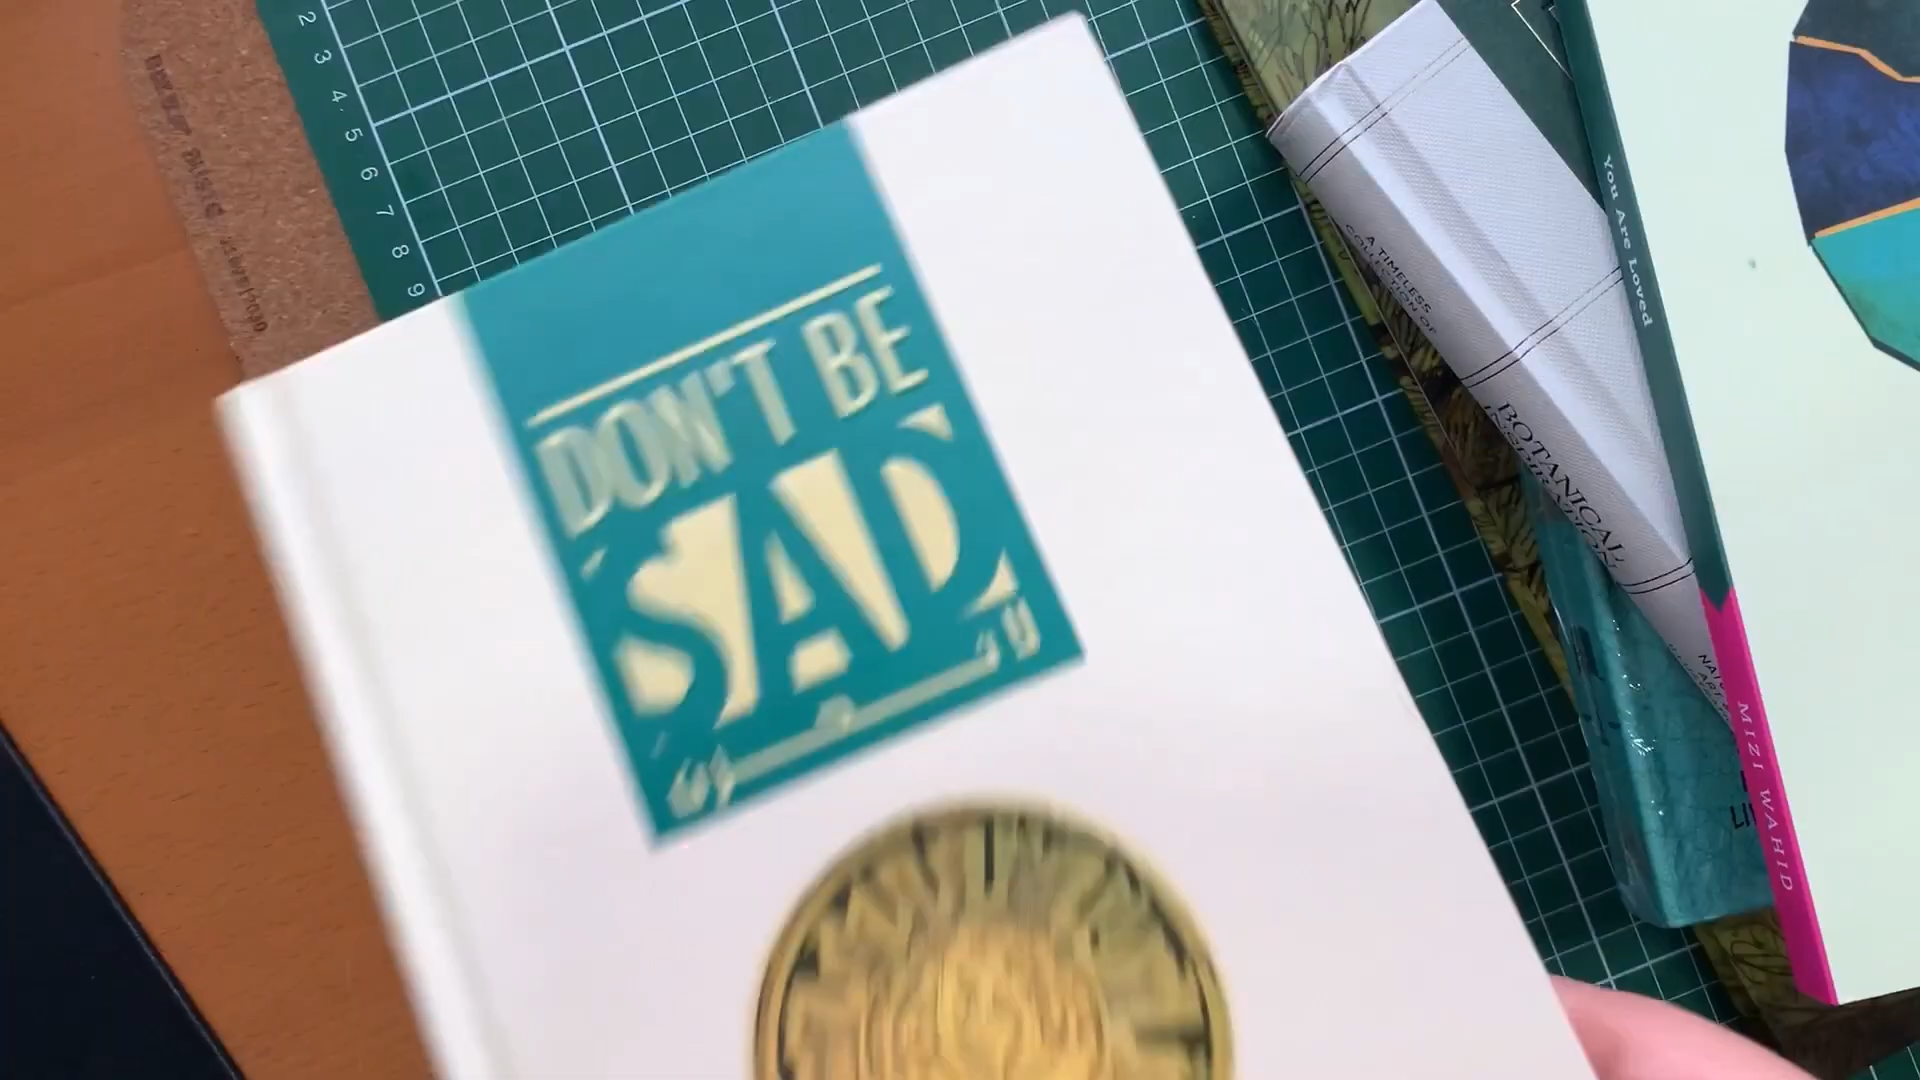 DON'T BE
SAD
2
3
4
5
6
7
8
9
A TIMELESS
COLLECTION OF
BOTANICAL
INSPIRATION
You Are Loved
MIZI WAHID